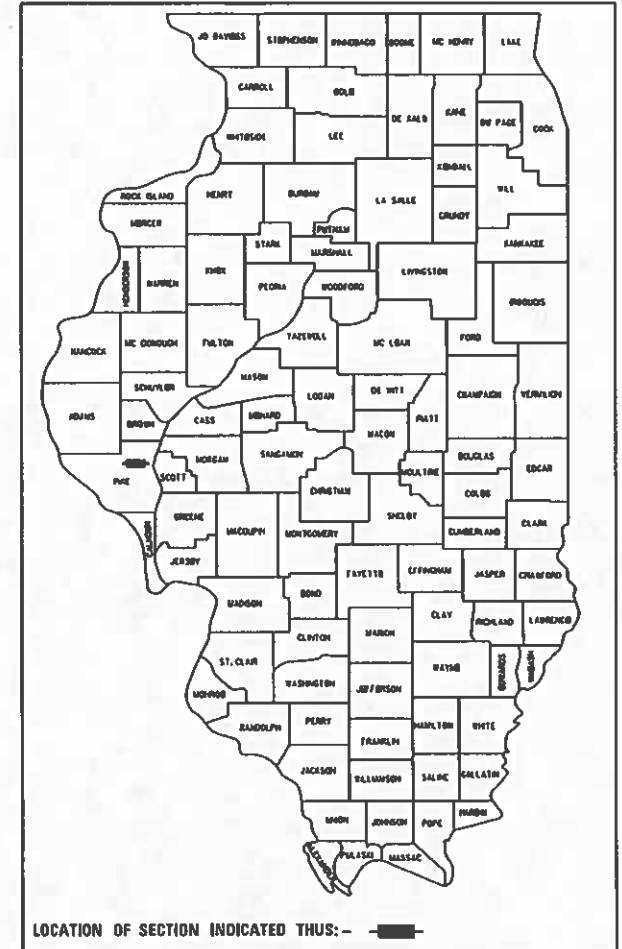 JO DAVIESS STEPHENSON WINNEBAGO BOONE MC HENRY LAKE
CARROLL OGLE
WHITESIDE LEE DE KALB KANE DU PAGE COOK
KENDALL WILL
ROCK ISLAND HENRY BUREAU LA SALLE GRUNDY
MERCER PUTNAM
STARK MARSHALL KANKAKEE
HENDERSON WARREN KNOX PEORIA WOODFORD LIVINGSTON
IROQUOIS
HANCOCK MC DONOUGH FULTON TAZEWELL MC LEAN FORD
MASON
SCHUYLER LOGAN DE WITT CHAMPAIGN VERMILION
ADAMS BROWN CASS MENARD PIATT
MACON
MORGAN SANGAMON DOUGLAS EDGAR
PIKE SCOTT MOULTRIE
CHRISTIAN COLES
GREENE MACOUPIN MONTGOMERY SHELBY CUMBERLAND CLARK
CALHOUN
JERSEY FAYETTE EFFINGHAM JASPER CRAWFORD
MADISON BOND
CLAY RICHLAND LAWRENCE
CLINTON MARION
ST. CLAIR WAYNE EDWARDS WABASH
WASHINGTON JEFFERSON
MONROE
RANDOLPH PERRY HAMILTON WHITE
FRANKLIN
JACKSON WILLIAMSON SALINE GALLATIN
UNION JOHNSON POPE HARDIN
ALEXANDER PULASKI MASSAC
LOCATION OF SECTION INDICATED THUS: -